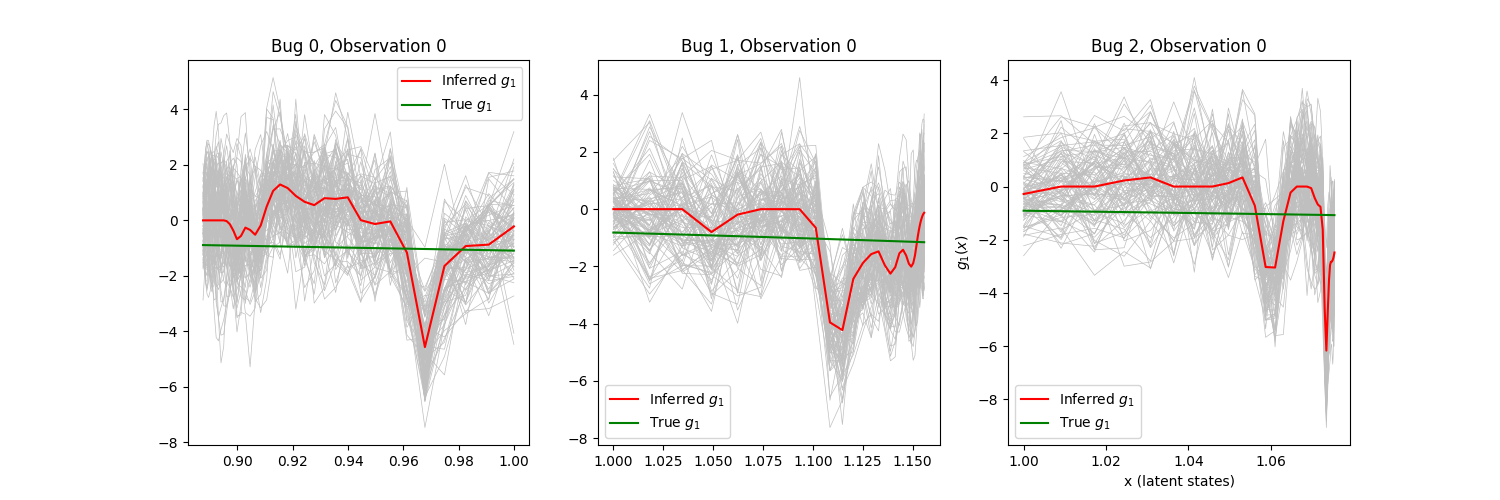 Bug 0, Observation 0
Inferred g₁
True g₁
4
2
0
−2
−4
−6
−8
0.90 0.92 0.94 0.96 0.98 1.00
Bug 1, Observation 0
4
2
0
−2
−4
−6
−8
Inferred g₁
True g₁
1.000 1.025 1.050 1.075 1.100 1.125 1.150
Bug 2, Observation 0
g₁(x)
4
2
0
−2
−4
−6
−8
Inferred g₁
True g₁
1.00 1.02 1.04 1.06
x (latent states)